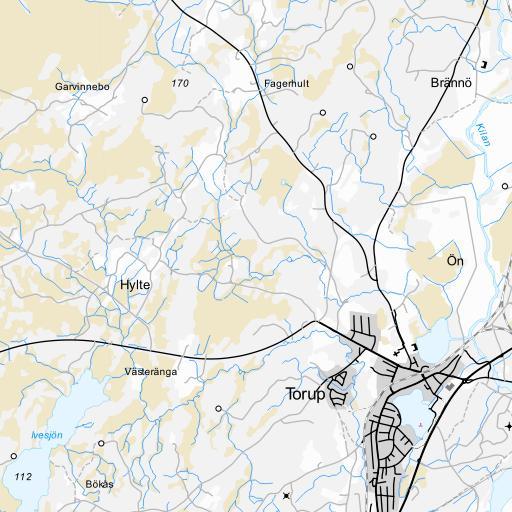 170
Garvinnebo
Fagerhult
Brännö
Kilan
Ön
Hylte
Västeränga
Torup
Ivesjön
112
Bökås